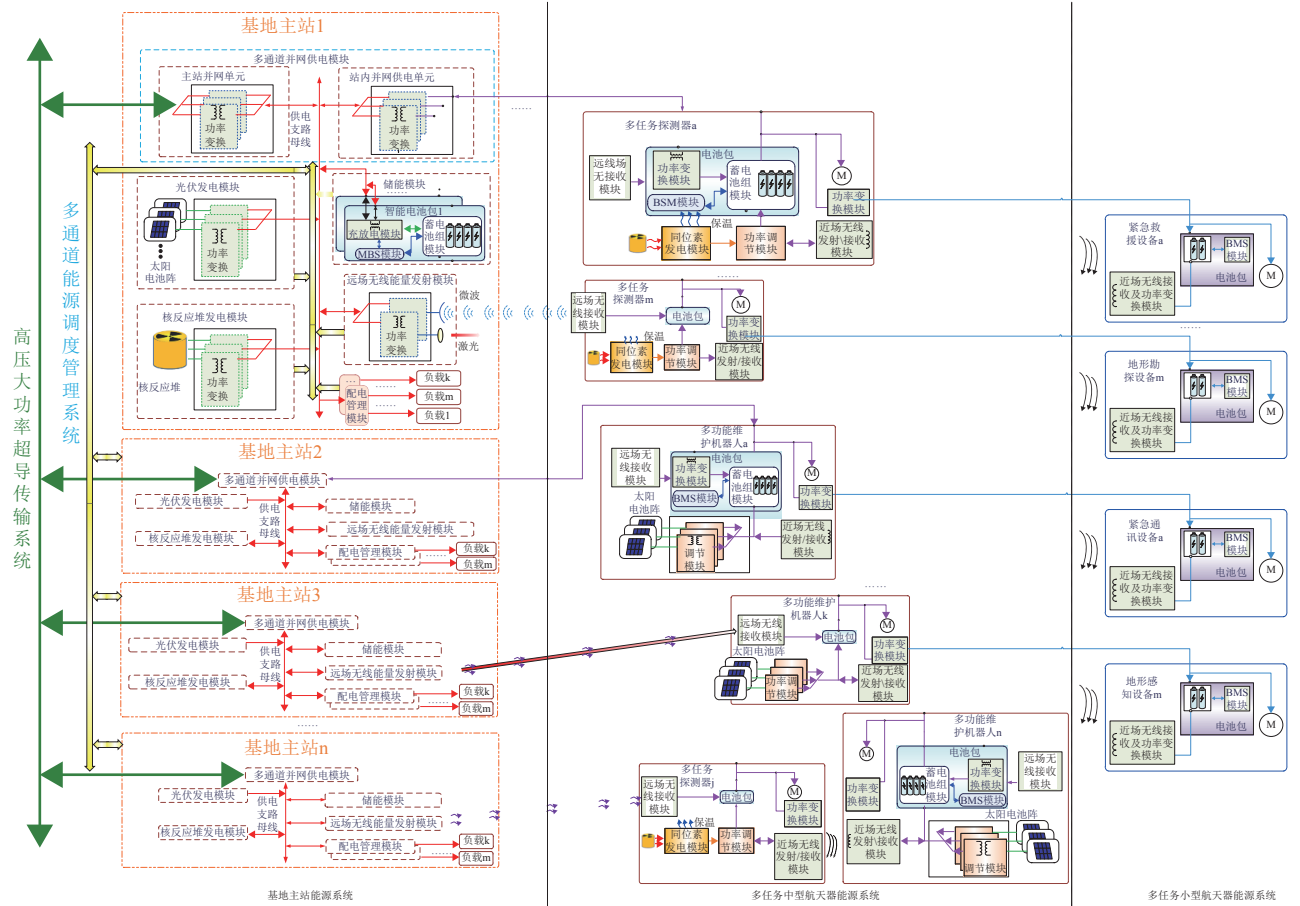 高压大功率超导传输系统
多通道能源调度管理系统
基地主站1
多通道并网供电模块
主站并网单元
功率
变换
供电
支路
母线
站内并网供电单元
功率
变换
......
光伏发电模块
太阳
电池阵
功率
变换
储能模块
......
智能电池包1
充放电模块
MBS模块
蓄电
池组
模块
核反应堆发电模块
核反应堆
功率
变换
远场无线能量发射模块
功率
变换
微波
激光
......
配电
管理
模块
负载k
负载m
负载1
基地主站2
多通道并网供电模块
光伏发电模块
核反应堆发电模块
供电
支路
母线
储能模块
远场无线能量发射模块
配电管理模块
......
负载k
负载m
基地主站3
多通道并网供电模块
光伏发电模块
核反应堆发电模块
供电
支路
母线
储能模块
远场无线能量发射模块
配电管理模块
......
负载k
负载m
......
基地主站n
多通道并网供电模块
光伏发电模块
核反应堆发电模块
供电
支路
母线
储能模块
远场无线能量发射模块
配电管理模块
......
负载k
负载m
基地主站能源系统
多任务探测器a
远线场
无接收
模块
电池包
功率变
换模块
BSM模块
蓄电
池组
模块
M
功率变
换模块
保温
同位素
发电模块
功率调
节模块
近场无线
发射\接收
模块
......
多任务
探测器m
远场无
线接收
模块
电池包
M
功率变
换模块
保温
同位素
发电模块
功率调
节模块
近场无线
发射\接收
模块
多功能维
护机器人a
远场无
线接收
模块
电池包
功率变
换模块
BMS模块
蓄电
池组
模块
M
功率变
换模块
太阳
电池阵
调节
模块
近场无线
发射/接收
模块
......
多功能维护
机器人k
远场无线
接收模块
电池包
M
功率变
换模块
太阳电池阵
功率调
节模块
近场无线
发射\接收
模块
多任务
探测器j
远场无
线接收
模块
电池包
M
功率变
换模块
保温
同位素
发电模块
功率调
节模块
近场无线
发射/接收
模块
多功能维
护机器人n
M
功率变
换模块
电池包
蓄电
池组
模块
功率变
换模块
BMS模块
远场无
线接收
模块
近场无线
发射\接收
模块
太阳电池阵
调节模块
多任务中型航天器能源系统
紧急救
援设备a
BMS
模块
电池包
M
近场无线接
收及功率变
换模块
......
地形勘
探设备m
BMS
模块
电池包
M
近场无线接
收及功率变
换模块
紧急通
讯设备a
BMS
模块
电池包
M
近场无线接
收及功率变
换模块
地形感
知设备m
BMS
模块
电池包
M
近场无线接
收及功率变
换模块
多任务小型航天器能源系统